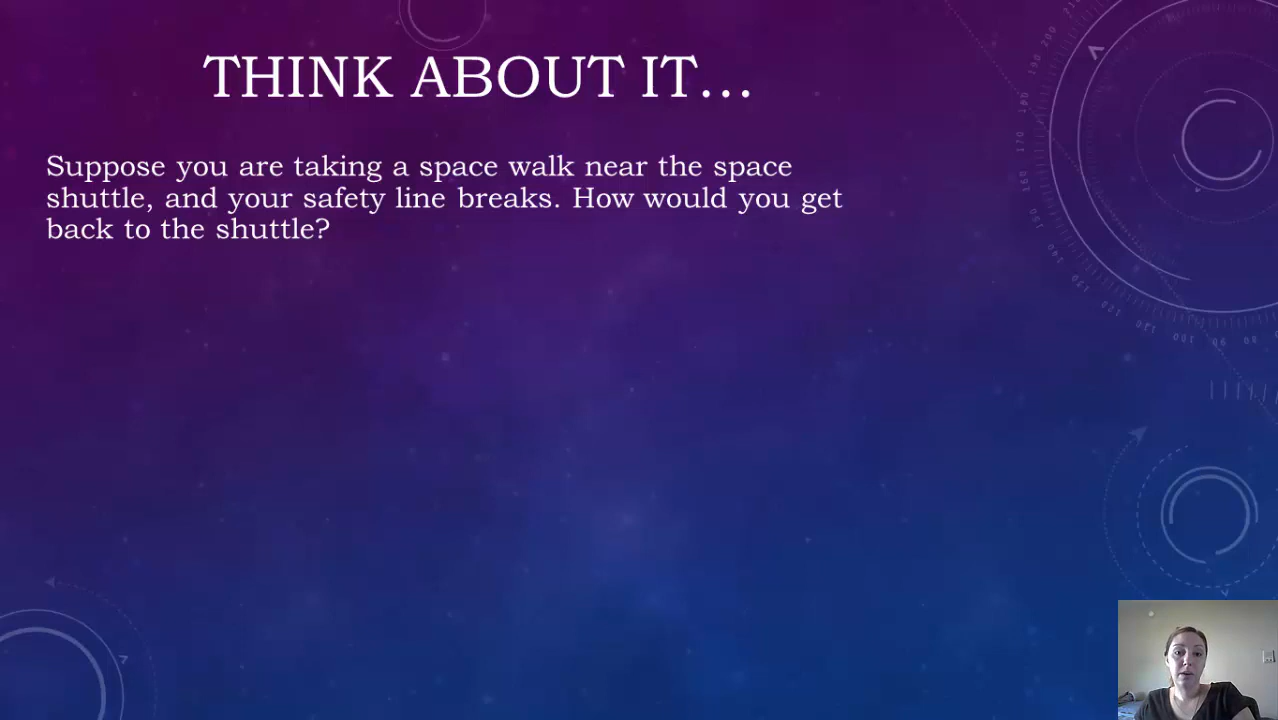 THINK ABOUT IT...
Suppose you are taking a space walk near the space
shuttle, and your safety line breaks. How would you get
back to the shuttle?